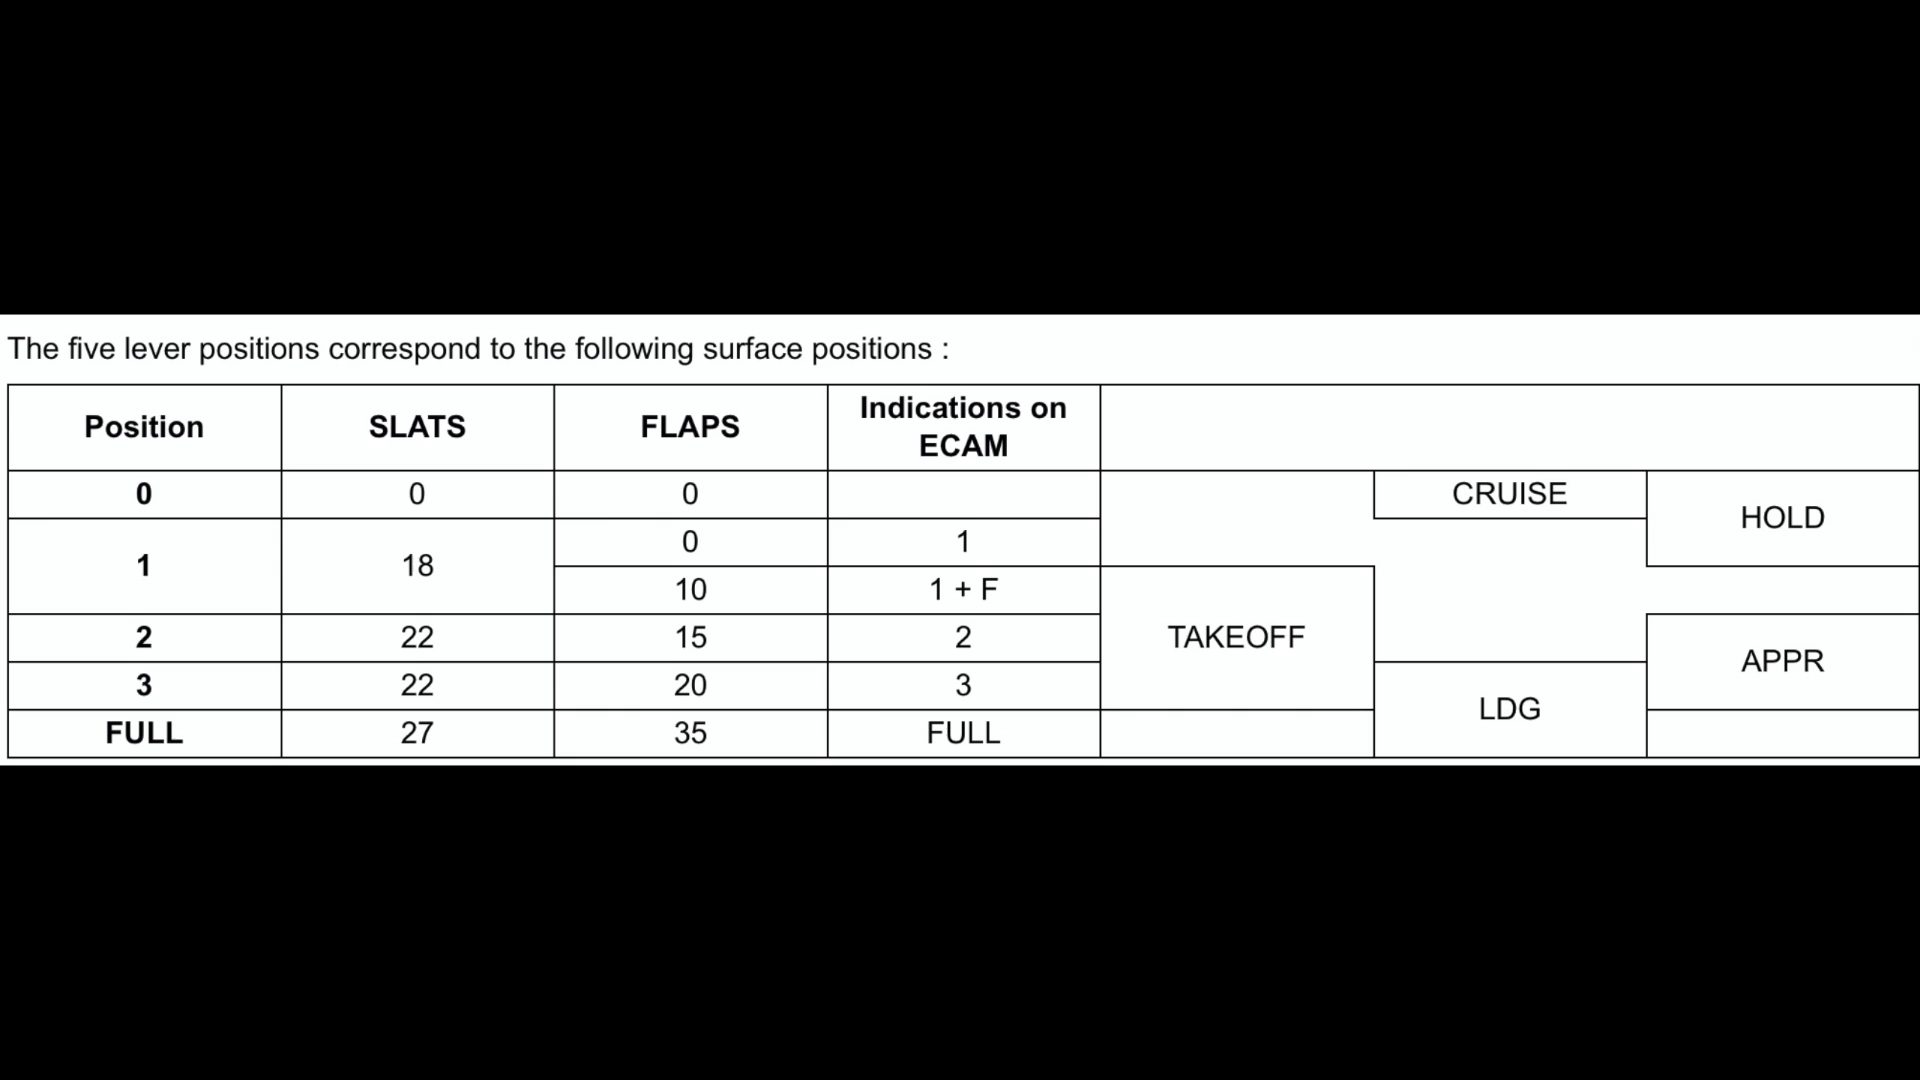 The five lever positions correspond to the following surface positions :
Position SLATS FLAPS Indications on ECAM
0 0 0 CRUISE HOLD
1 18 0 1
10 1 + F
2 22 15 2 TAKEOFF APPR
3 22 20 3 LDG
FULL 27 35 FULL